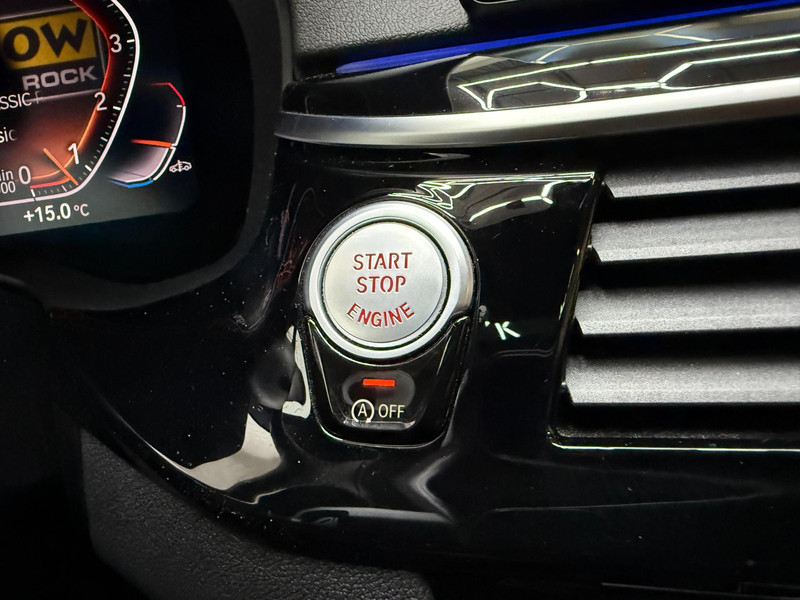 OW
ROCK
3
2
1
0
+15.0 °C
START
STOP
ENGINE
A OFF